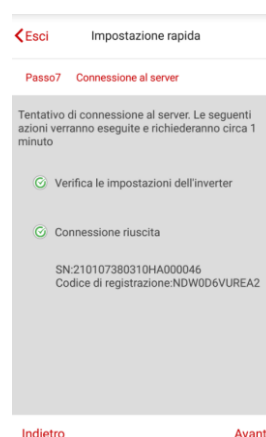 Esci Impostazione rapida
Passo7 Connessione al server
Tentativo di connessione al server. Le seguenti
azioni verranno eseguite e richiederanno circa 1
minuto
Verifica le impostazioni dell'inverter
Connessione riuscita
SN:210107380310HA000046
Codice di registrazione:NDW0D6VUREA2
Indietro Avant